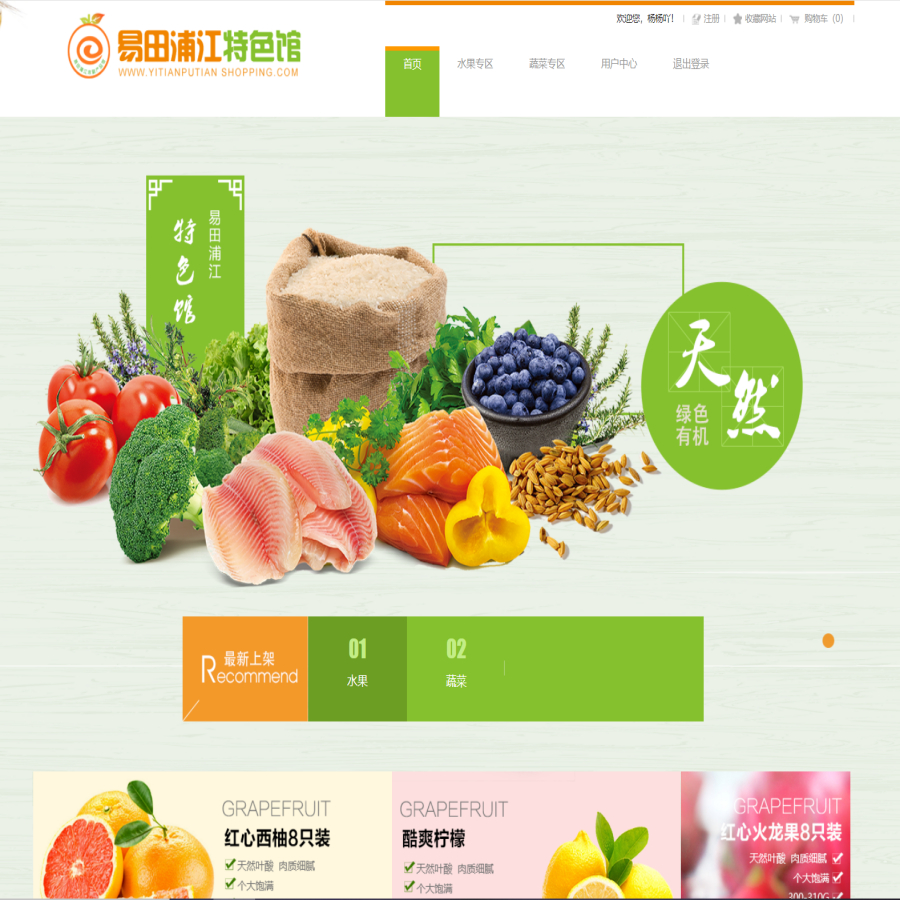 欢迎您，杨杨吖！ 注册 收藏网站 购物车（0）
易田浦江特色馆
WWW.YITIANPUTIAN SHOPPING.COM
首页 水果专区 蔬菜专区 用户中心 退出登录
易田浦江
特色馆
天然
绿色
有机
最新上架
Recommend
01
水果
02
蔬菜
GRAPEFRUIT
红心西柚8只装
天然叶酸 肉质细腻
个大饱满
GRAPEFRUIT
酷爽柠檬
天然叶酸 肉质细腻
个大饱满
GRAPEFRUIT
红心火龙果8只装
天然叶酸 肉质细腻
个大饱满
300-310G